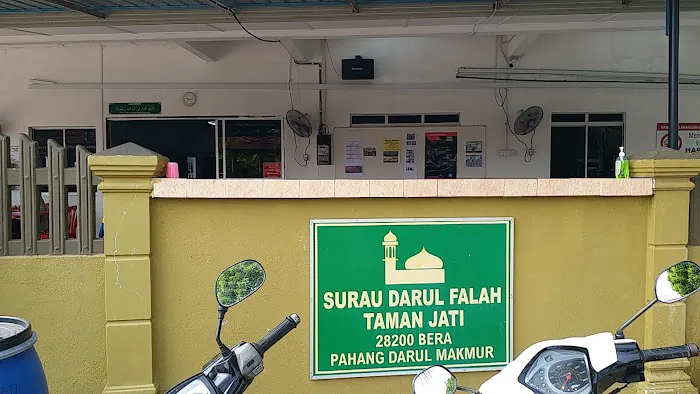 SURAU DARUL FALAH
TAMAN JATI
28200 BERA
PAHANG DARUL MAKMUR